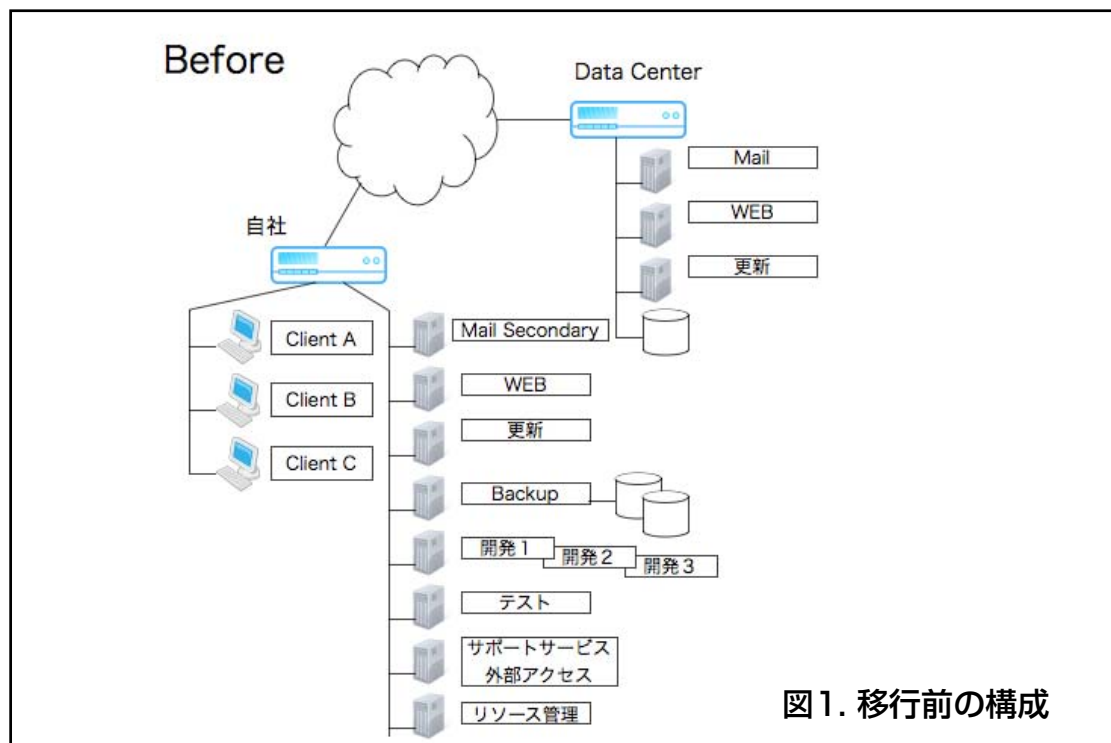 Before
Data Center
Mail
WEB
更新
自社
Client A
Client B
Client C
Mail Secondary
WEB
更新
Backup
開発1
開発2
開発3
テスト
サポートサービス
外部アクセス
リソース管理
図1. 移行前の構成